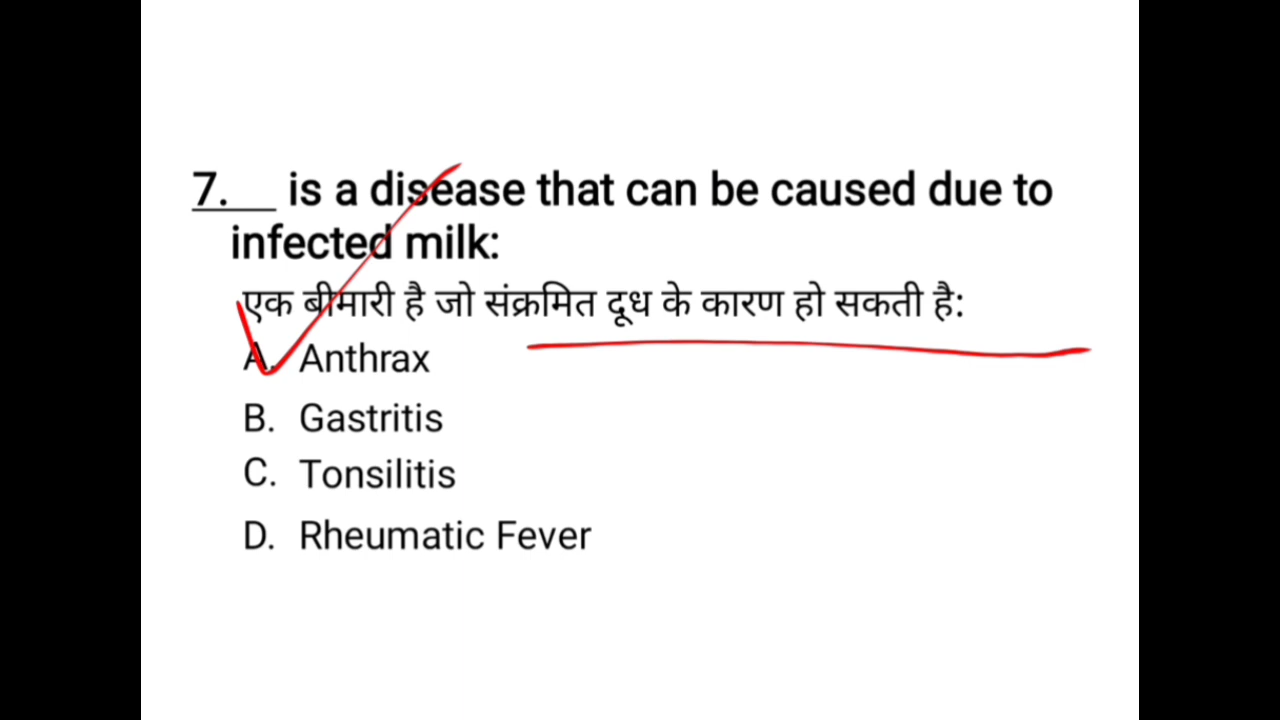 7.__ is a disease that can be caused due to
infected milk:
एक बीमारी है जो संक्रमित दूध के कारण हो सकती है:
A. Anthrax
B. Gastritis
C. Tonsilitis
D. Rheumatic Fever